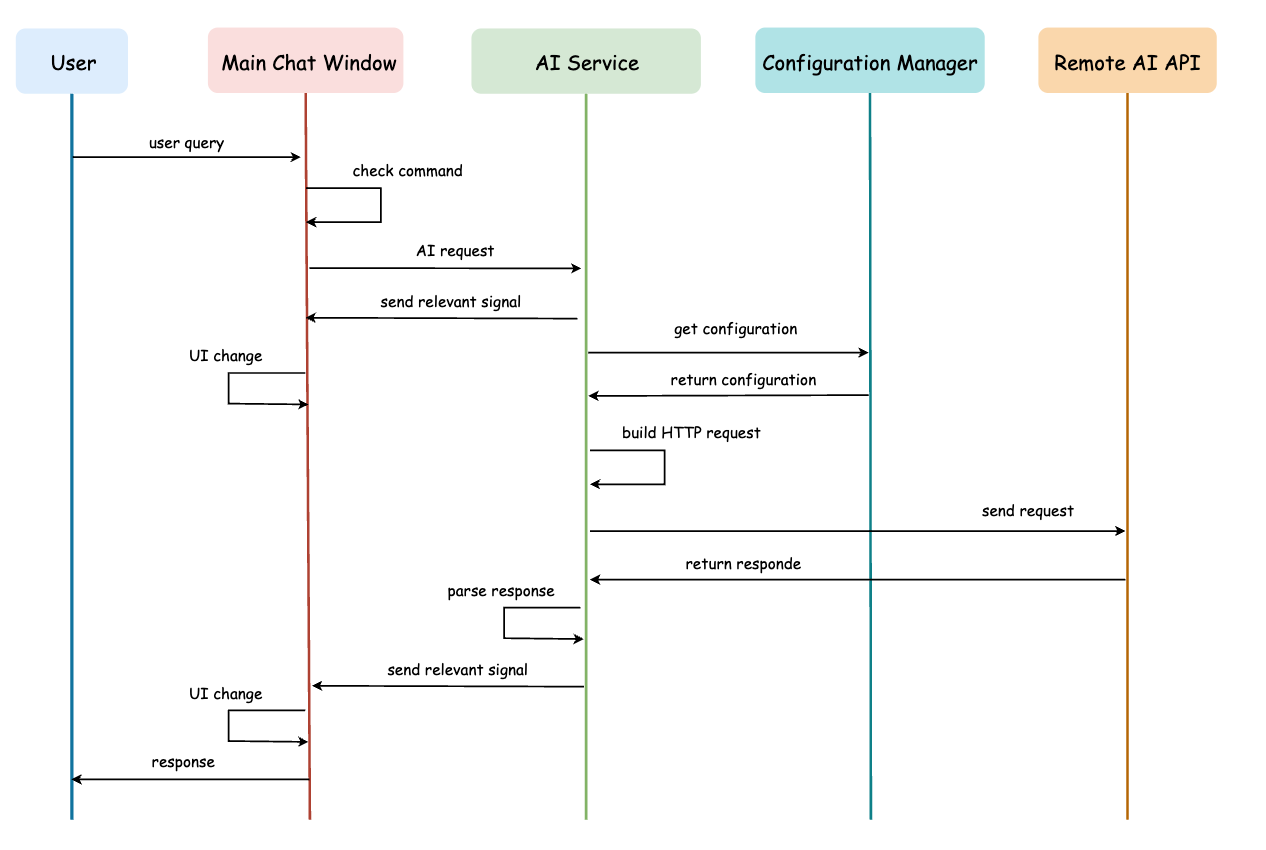 User
Main Chat Window
AI Service
Configuration Manager
Remote AI API
user query
check command
AI request
send relevant signal
get configuration
UI change
return configuration
build HTTP request
send request
return responde
parse response
send relevant signal
UI change
response